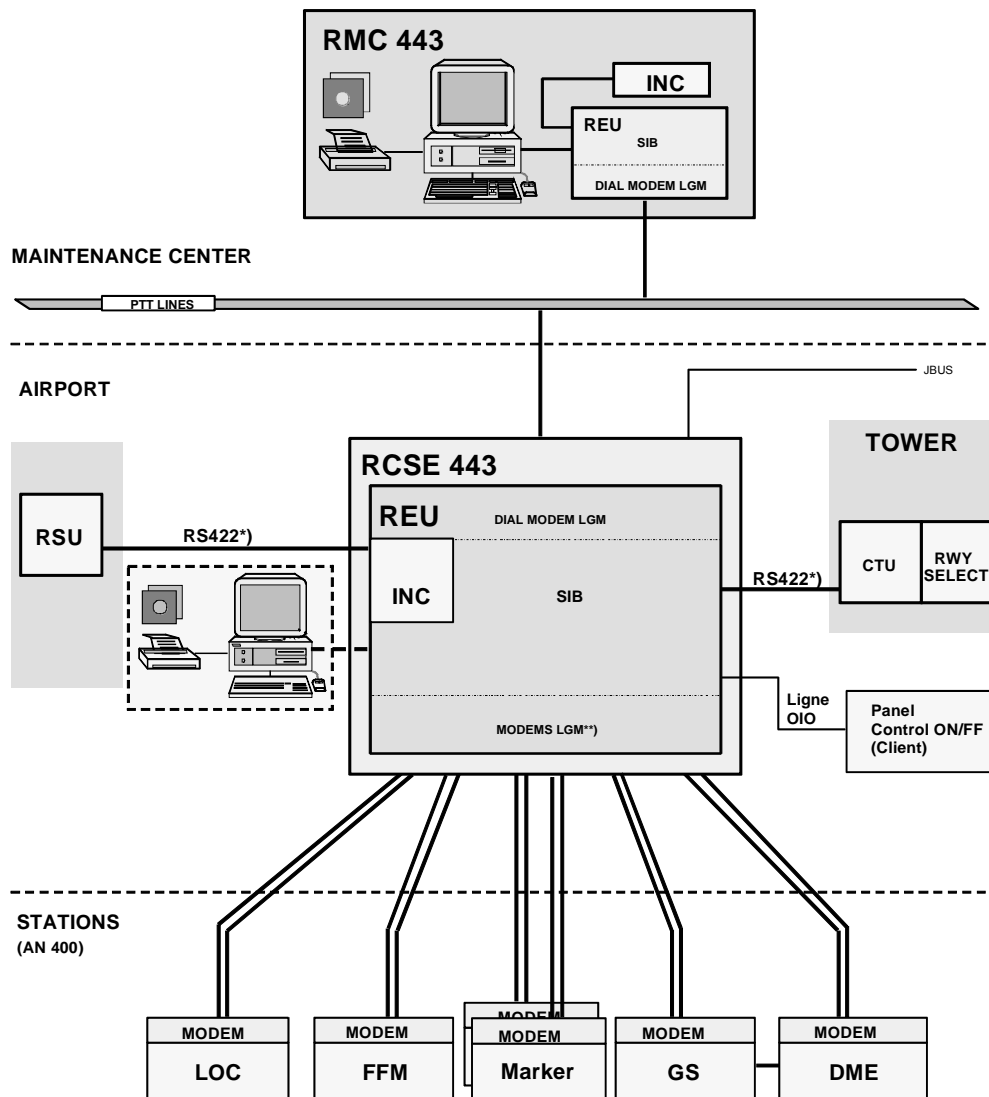 RMC 443
INC
REU
SIB
DIAL MODEM LGM
MAINTENANCE CENTER
PTT LINES
JBUS
AIRPORT
TOWER
RCSE 443
REU
DIAL MODEM LGM
RSU
RS422*)
INC
SIB
RS422*)
CTU
RWY
SELECT
Ligne
OIO
Panel
Control ON/FF
(Client)
MODEMS LGM**)
STATIONS
(AN 400)
MODEM
LOC
MODEM
FFM
MODEM
MODEM
Marker
MODEM
GS
MODEM
DME